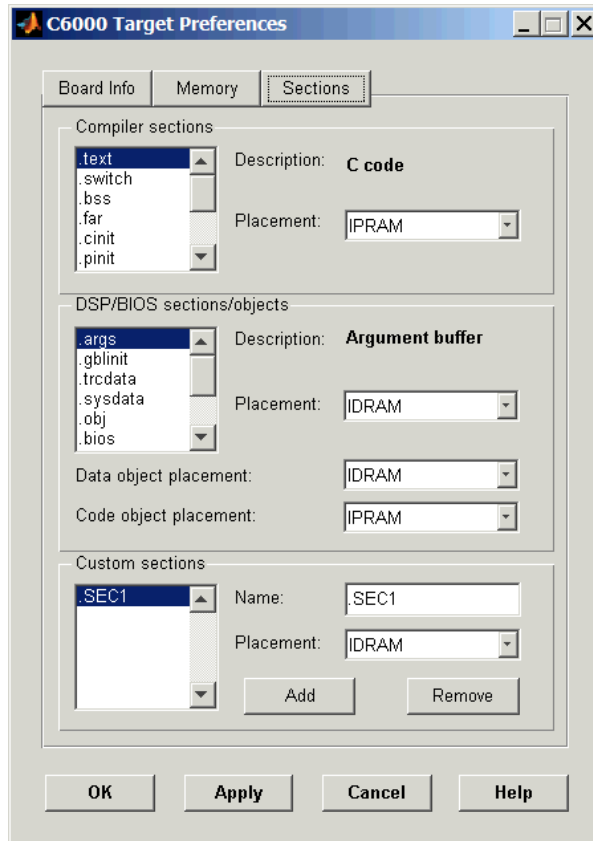 C6000 Target Preferences
Board Info Memory Sections
Compiler sections
.text
.switch
.bss
.far
.cinit
.pinit
Description: C code
Placement: IPRAM
DSP/BIOS sections/objects
.args
.gblinit
.trcdata
.sysdata
.obj
.bios
Description: Argument buffer
Placement: IDRAM
Data object placement: IDRAM
Code object placement: IPRAM
Custom sections
.SEC1
Name: .SEC1
Placement: IDRAM
Add Remove
OK Apply Cancel Help